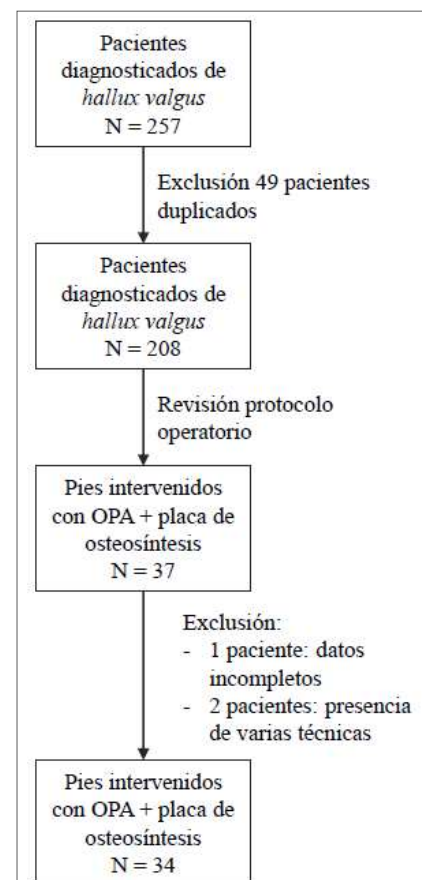 Pacientes
diagnosticados de
hallux valgus
N = 257
Exclusión 49 pacientes
duplicados
Pacientes
diagnosticados de
hallux valgus
N = 208
Revisión protocolo
operatorio
Pies intervenidos
con OPA + placa de
osteosíntesis
N = 37
Exclusión:
- 1 paciente: datos
incompletos
- 2 pacientes: presencia
de varias técnicas
Pies intervenidos
con OPA + placa de
osteosíntesis
N = 34